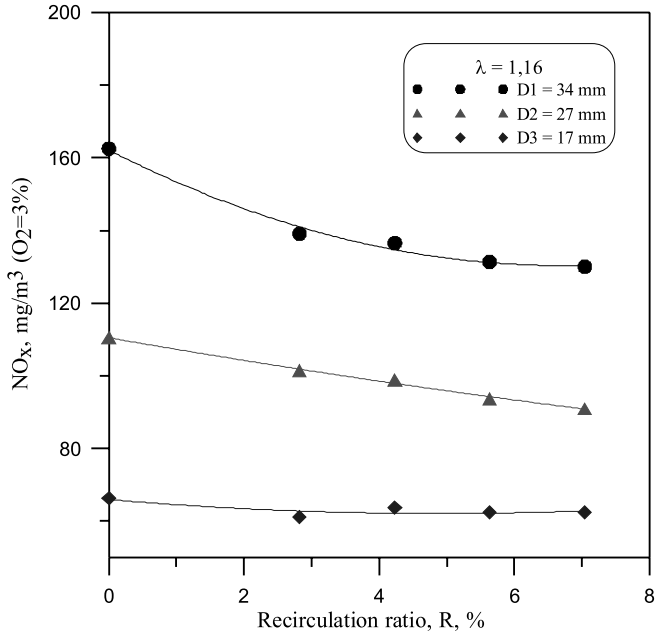 200
160
120
80
NOx, mg/m³ (O2=3%)
λ = 1,16
D1 = 34 mm
D2 = 27 mm
D3 = 17 mm
0 2 4 6 8
Recirculation ratio, R, %